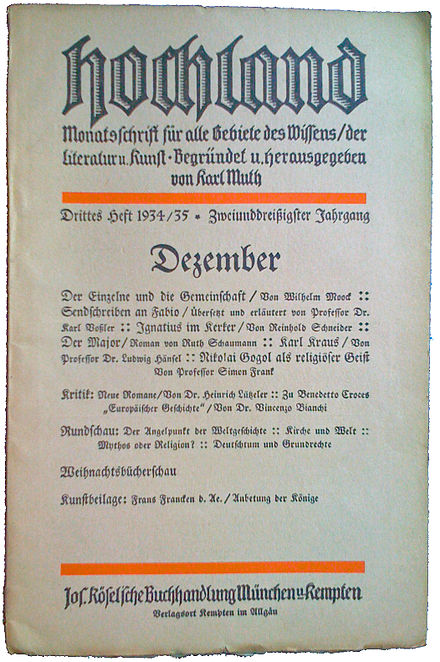 Hochland
Monatsschrift für alle Gebiete des Wissens/der
Literatur u. Kunst · Begründet u. herausgegeben
von Karl Muth
Drittes Heft 1934/35 * Zweiunddreißigster Jahrgang
Dezember
Der Einzelne und die Gemeinschaft / Von Wilhelm Moock ::
Sendschreiben an Fabio / Übersetzt und erläutert von Professor Dr.
Karl Voßler :: Ignatius im Kerker / Von Reinhold Schneider ::
Der Major / Roman von Ruth Schaumann :: Karl Kraus / Von
Professor Dr. Ludwig Hänsel :: Nikolai Gogol als religiöser Geist
Von Professor Simon Frank
Kritik: Neue Romane / Von Dr. Heinrich Lützeler :: Zu Benedetto Croces
„Europäischer Geschichte“ / Von Dr. Vincenzo Bianchi
Rundschau: Der Angelpunkt der Weltgeschichte :: Kirche und Welt ::
Mythos oder Religion? :: Deutschtum und Grundrechte
Weihnachtsbücherschau
Kunstbeilage: Frans Francken d. Ae. / Anbetung der Könige
Jos. Kösel'sche Buchhandlung München u. Kempten
Verlagsort Kempten im Allgäu